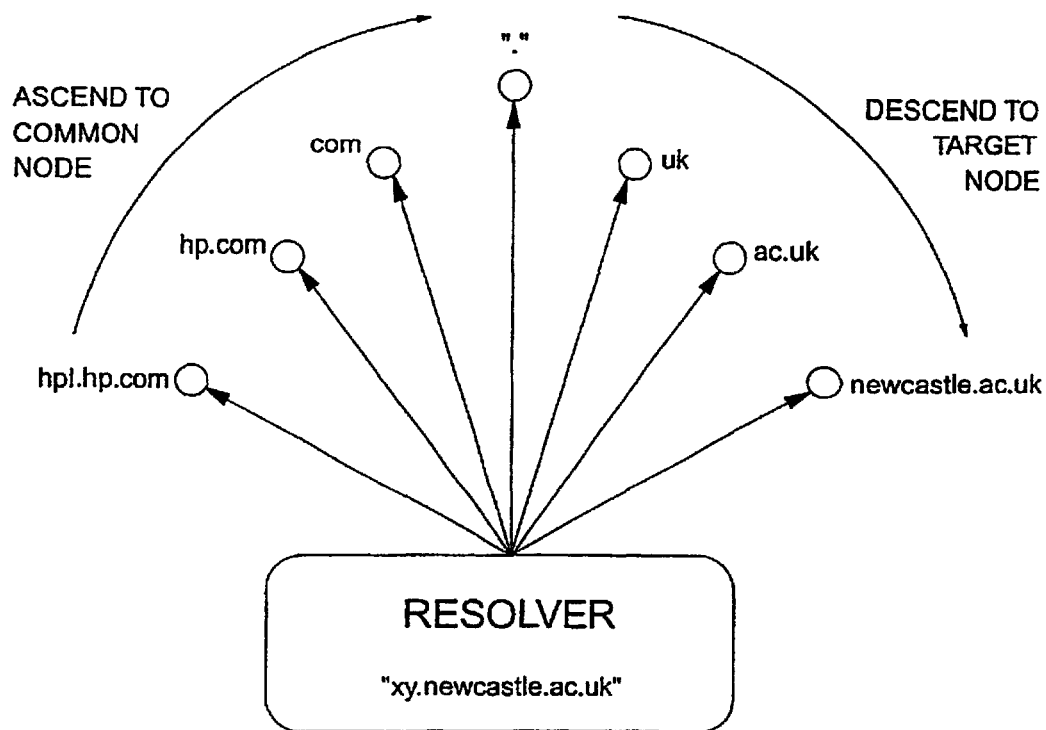 "."
ASCEND TO
COMMON
NODE
DESCEND TO
TARGET
NODE
com
uk
hp.com
ac.uk
hpl.hp.com
newcastle.ac.uk
RESOLVER
"xy.newcastle.ac.uk"